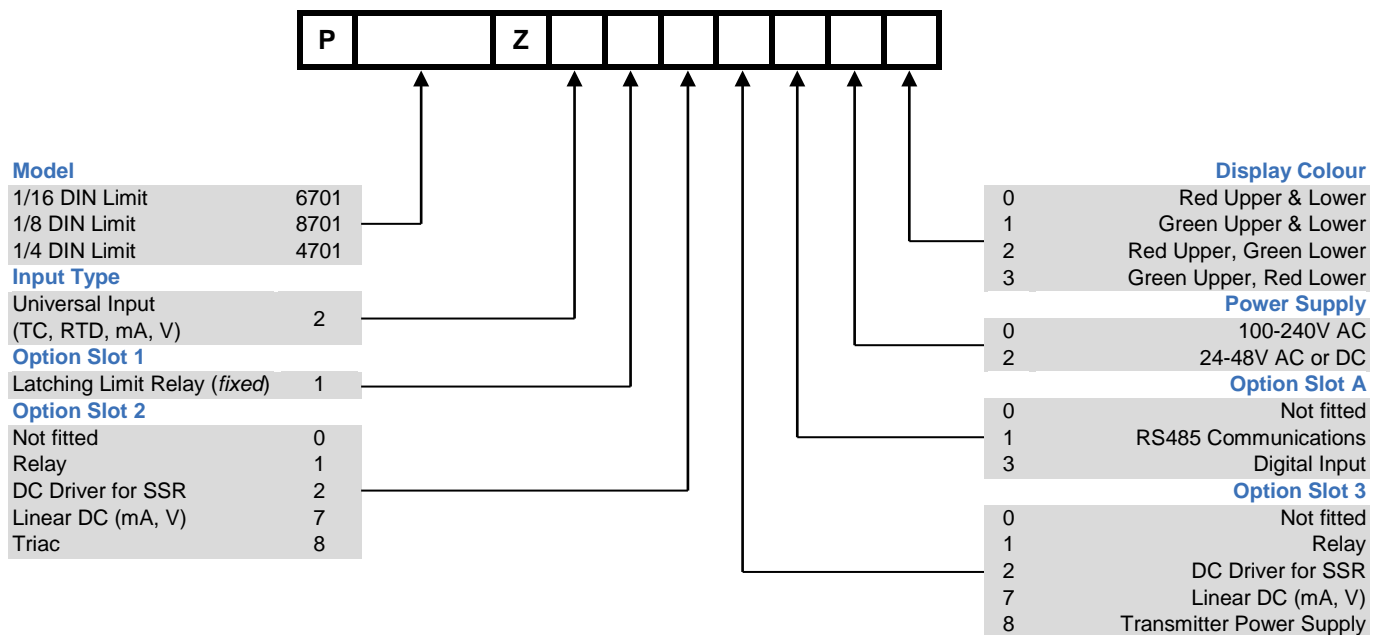 P Z
Model
1/16 DIN Limit 6701
1/8 DIN Limit 8701
1/4 DIN Limit 4701
Input Type
Universal Input
(TC, RTD, mA, V) 2
Option Slot 1
Latching Limit Relay (fixed) 1
Option Slot 2
Not fitted 0
Relay 1
DC Driver for SSR 2
Linear DC (mA, V) 7
Triac 8
Display Colour
0 Red Upper & Lower
1 Green Upper & Lower
2 Red Upper, Green Lower
3 Green Upper, Red Lower
Power Supply
0 100-240V AC
2 24-48V AC or DC
Option Slot A
0 Not fitted
1 RS485 Communications
3 Digital Input
Option Slot 3
0 Not fitted
1 Relay
2 DC Driver for SSR
7 Linear DC (mA, V)
8 Transmitter Power Supply